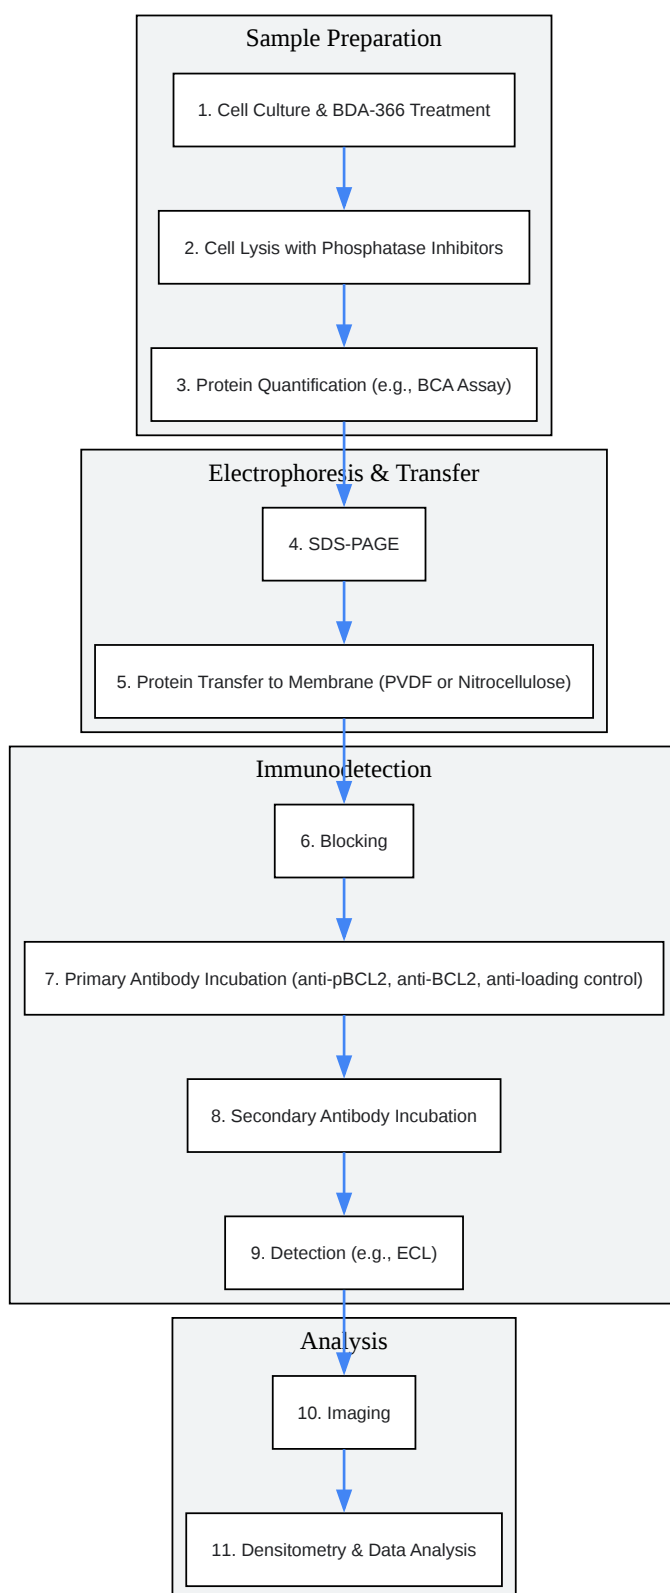 Sample Preparation
1. Cell Culture & BDA-366 Treatment
2. Cell Lysis with Phosphatase Inhibitors
3. Protein Quantification (e.g., BCA Assay)
Electrophoresis & Transfer
4. SDS-PAGE
5. Protein Transfer to Membrane (PVDF or Nitrocellulose)
Immunodetection
6. Blocking
7. Primary Antibody Incubation (anti-pBCL2, anti-BCL2, anti-loading control)
8. Secondary Antibody Incubation
9. Detection (e.g., ECL)
Analysis
10. Imaging
11. Densitometry & Data Analysis